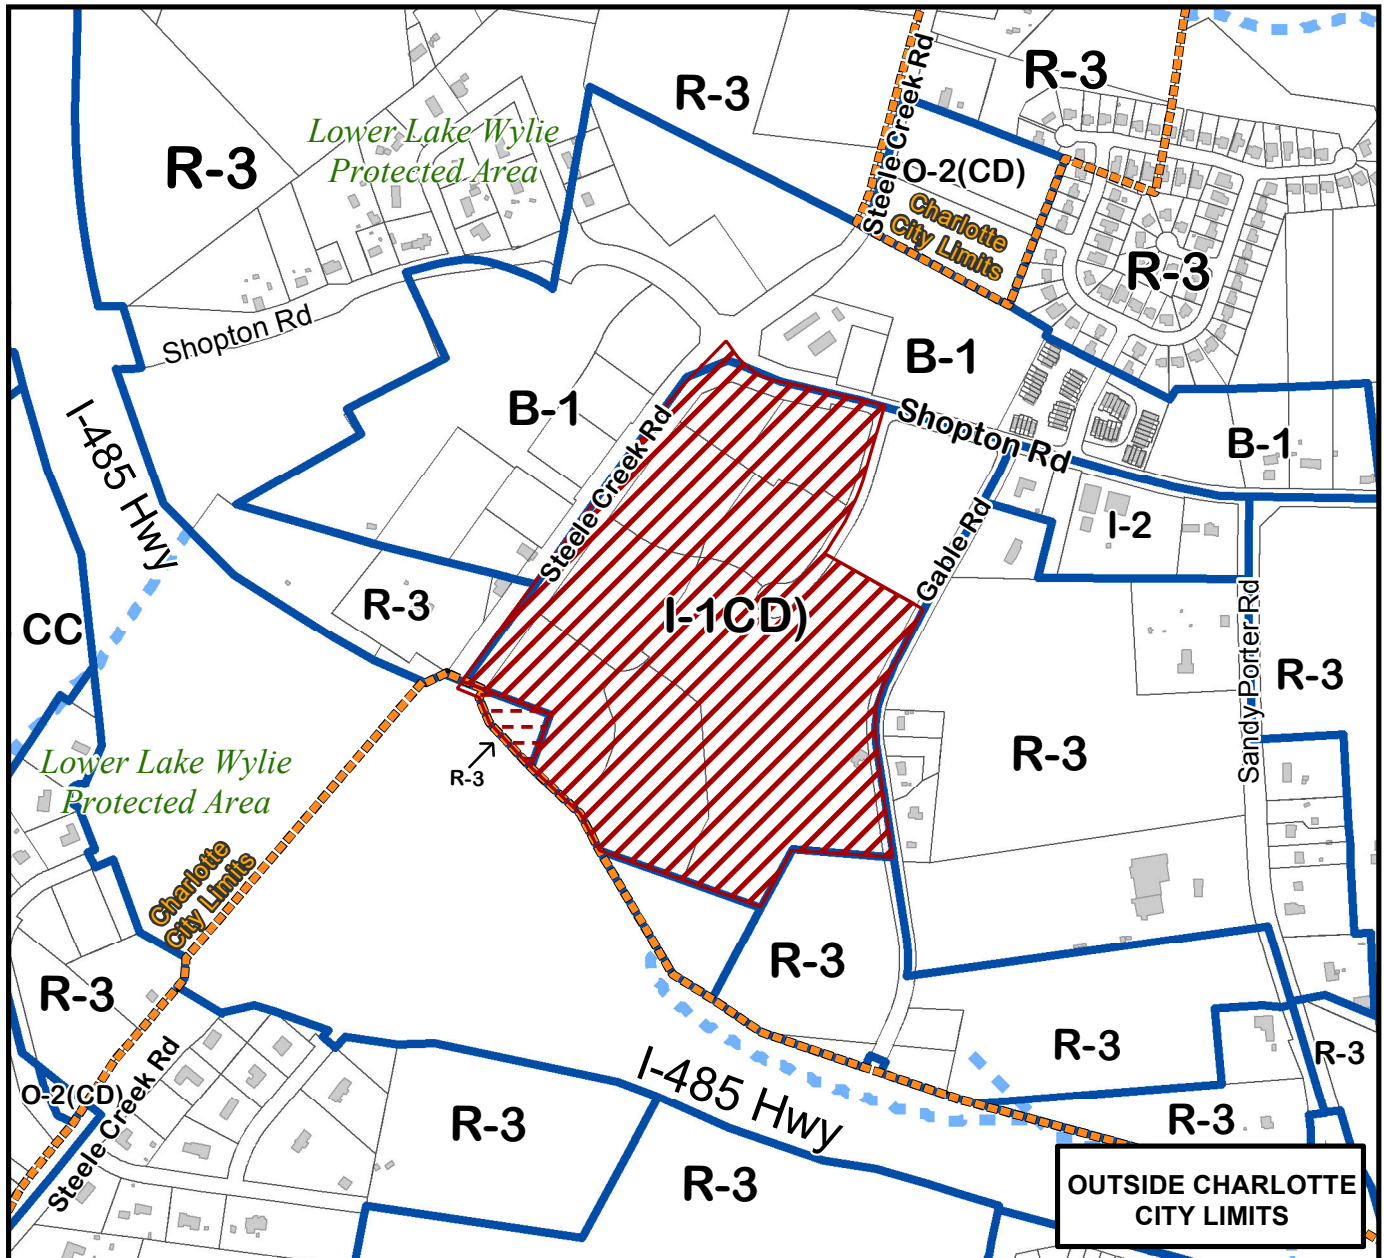 Steele Creek Rd
R-3
R-3
Lower Lake Wylie
Protected Area
R-3
O-2(CD)
Charlotte
City Limits
Steele Creek Rd
R-3
Shopton Rd
B-1
B-1
Shopton Rd
B-1
I-485 Hwy
Steele Creek Rd
Gable Rd
I-2
CC
R-3
I-1CD)
Sandy Porter Rd
R-3
R-3
R-3
Lower Lake Wylie
Protected Area
Charlotte
City Limits
R-3
R-3
R-3
R-3
O-2(CD)
Steele Creek Rd
R-3
I-485 Hwy
R-3
R-3
OUTSIDE CHARLOTTE
CITY LIMITS